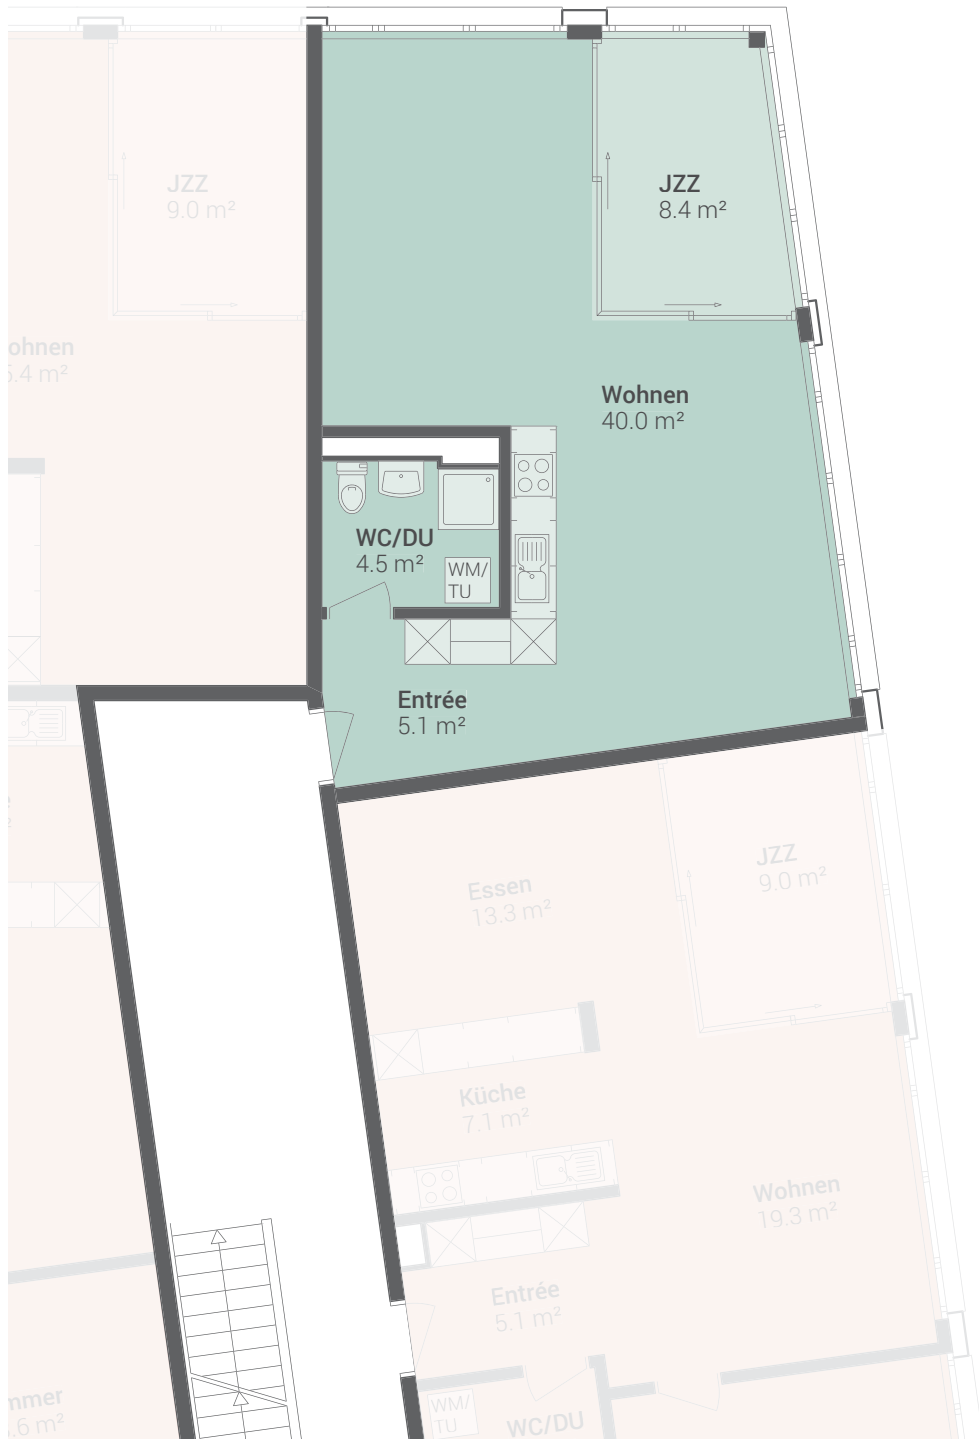 JZZ
9.0 m²
JZZ
8.4 m²
ohnen
5.4 m²
Wohnen
40.0 m²
WC/DU
4.5 m²
WM/
TU
Entrée
5.1 m²
JZZ
9.0 m²
Essen
13.3 m²
Küche
7.1 m²
Wohnen
19.3 m²
Entrée
5.1 m²
mmer
.6 m²
WM/
TU
WC/DU